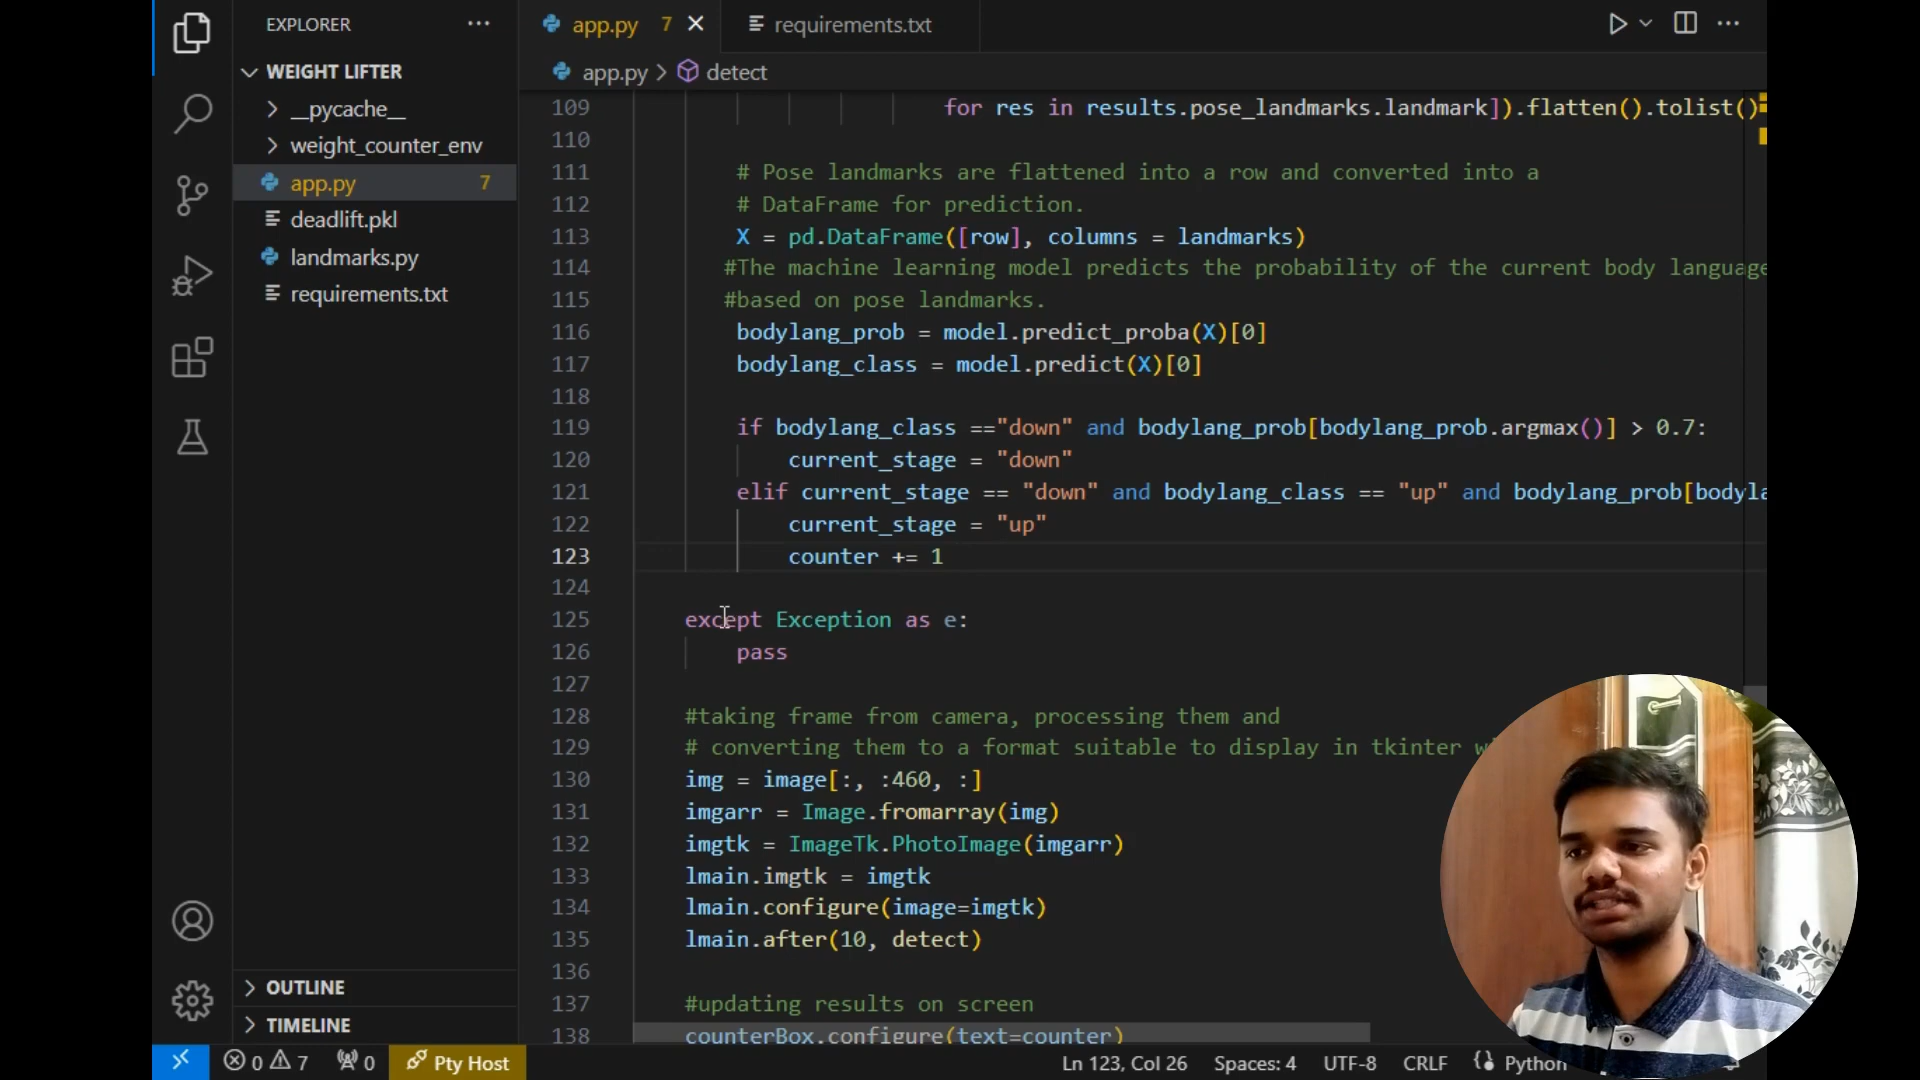 EXPLORER
WEIGHT LIFTER
__pycache__
weight_counter_env
app.py 7
deadlift.pkl
landmarks.py
requirements.txt
OUTLINE
TIMELINE
app.py 7
requirements.txt
app.py > detect
109 for res in results.pose_landmarks.landmark]).flatten().tolist()
110
111 # Pose landmarks are flattened into a row and converted into a
112 # DataFrame for prediction.
113 X = pd.DataFrame([row], columns = landmarks)
114 #The machine learning model predicts the probability of the current body language
115 #based on pose landmarks.
116 bodylang_prob = model.predict_proba(X)[0]
117 bodylang_class = model.predict(X)[0]
118
119 if bodylang_class =="down" and bodylang_prob[bodylang_prob.argmax()] > 0.7:
120 current_stage = "down"
121 elif current_stage == "down" and bodylang_class == "up" and bodylang_prob[bodyla
122 current_stage = "up"
123 counter += 1
124
125 except Exception as e:
126 pass
127
128 #taking frame from camera, processing them and
129 # converting them to a format suitable to display in tkinter w
130 img = image[:, :460, :]
131 imgarr = Image.fromarray(img)
132 imgtk = ImageTk.PhotoImage(imgarr)
133 lmain.imgtk = imgtk
134 lmain.configure(image=imgtk)
135 lmain.after(10, detect)
136
137 #updating results on screen
138 counterBox.configure(text=counter)
0 7 0 Pty Host Ln 123, Col 26 Spaces: 4 UTF-8 CRLF Python